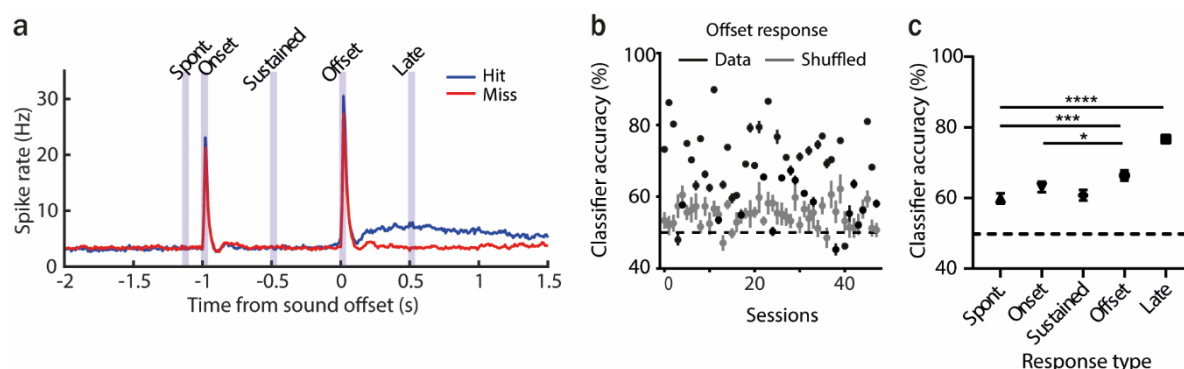 a
Spont
Onset
Sustained
Offset
Late
Hit
Miss
Spike rate (Hz)
30
20
10
0
-2
-1.5
-1
-0.5
0
0.5
1
1.5
Time from sound offset (s)
b
Offset response
Data
Shuffled
Classifier accuracy (%)
100
80
60
40
0
20
40
Sessions
c
Classifier accuracy (%)
100
80
60
40
****
***
*
Spont
Onset
Sustained
Offset
Late
Response type